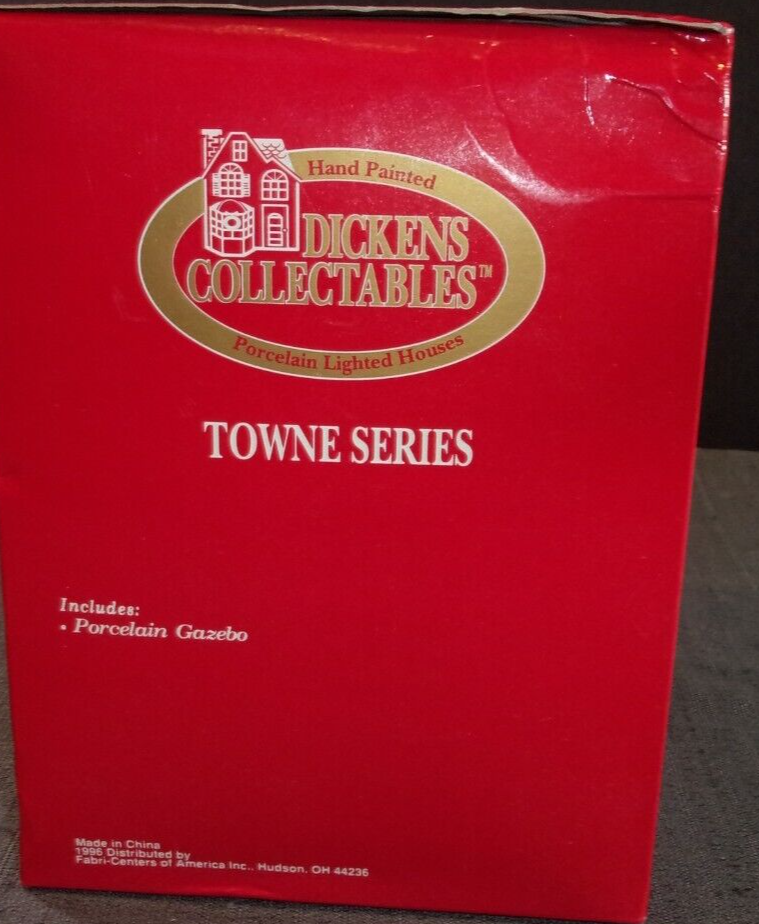 Hand Painted
DICKENS
COLLECTABLES™
Porcelain Lighted Houses
TOWNE SERIES
Includes:
• Porcelain Gazebo
Made in China
1996 Distributed by
Fabri-Centers of America Inc., Hudson, OH 44236